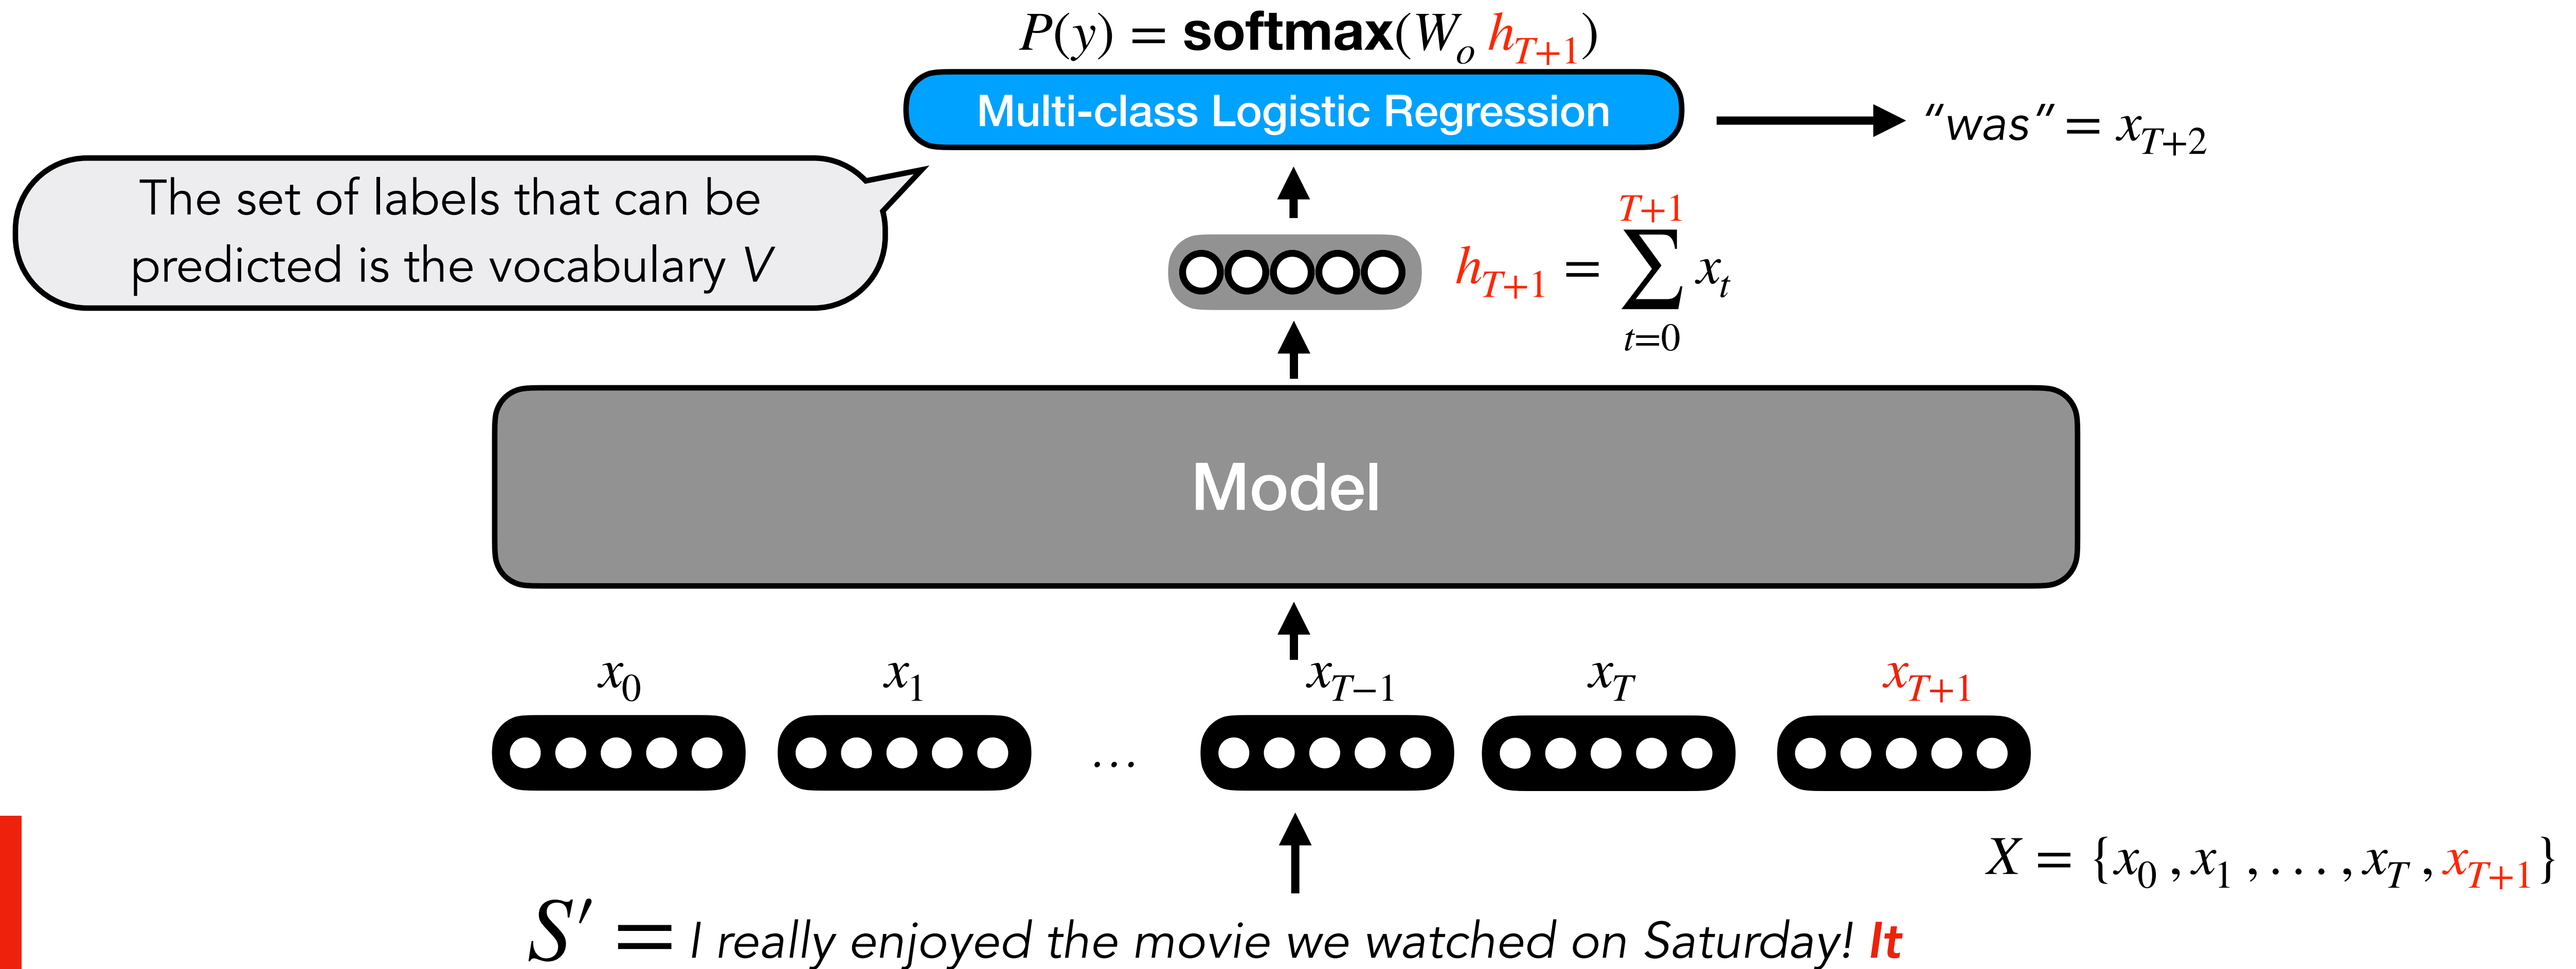 P(y) = softmax(W_o h_{T+1})
Multi-class Logistic Regression
"was" = x_{T+2}
The set of labels that can be
predicted is the vocabulary V
h_{T+1} = \sum_{t=0}^{T+1} x_t
Model
x_0 x_1 x_{T−1} x_T x_{T+1}
...
X = {x_0 , x_1 , . . . , x_T , x_{T+1}}
S′ = I really enjoyed the movie we watched on Saturday! It